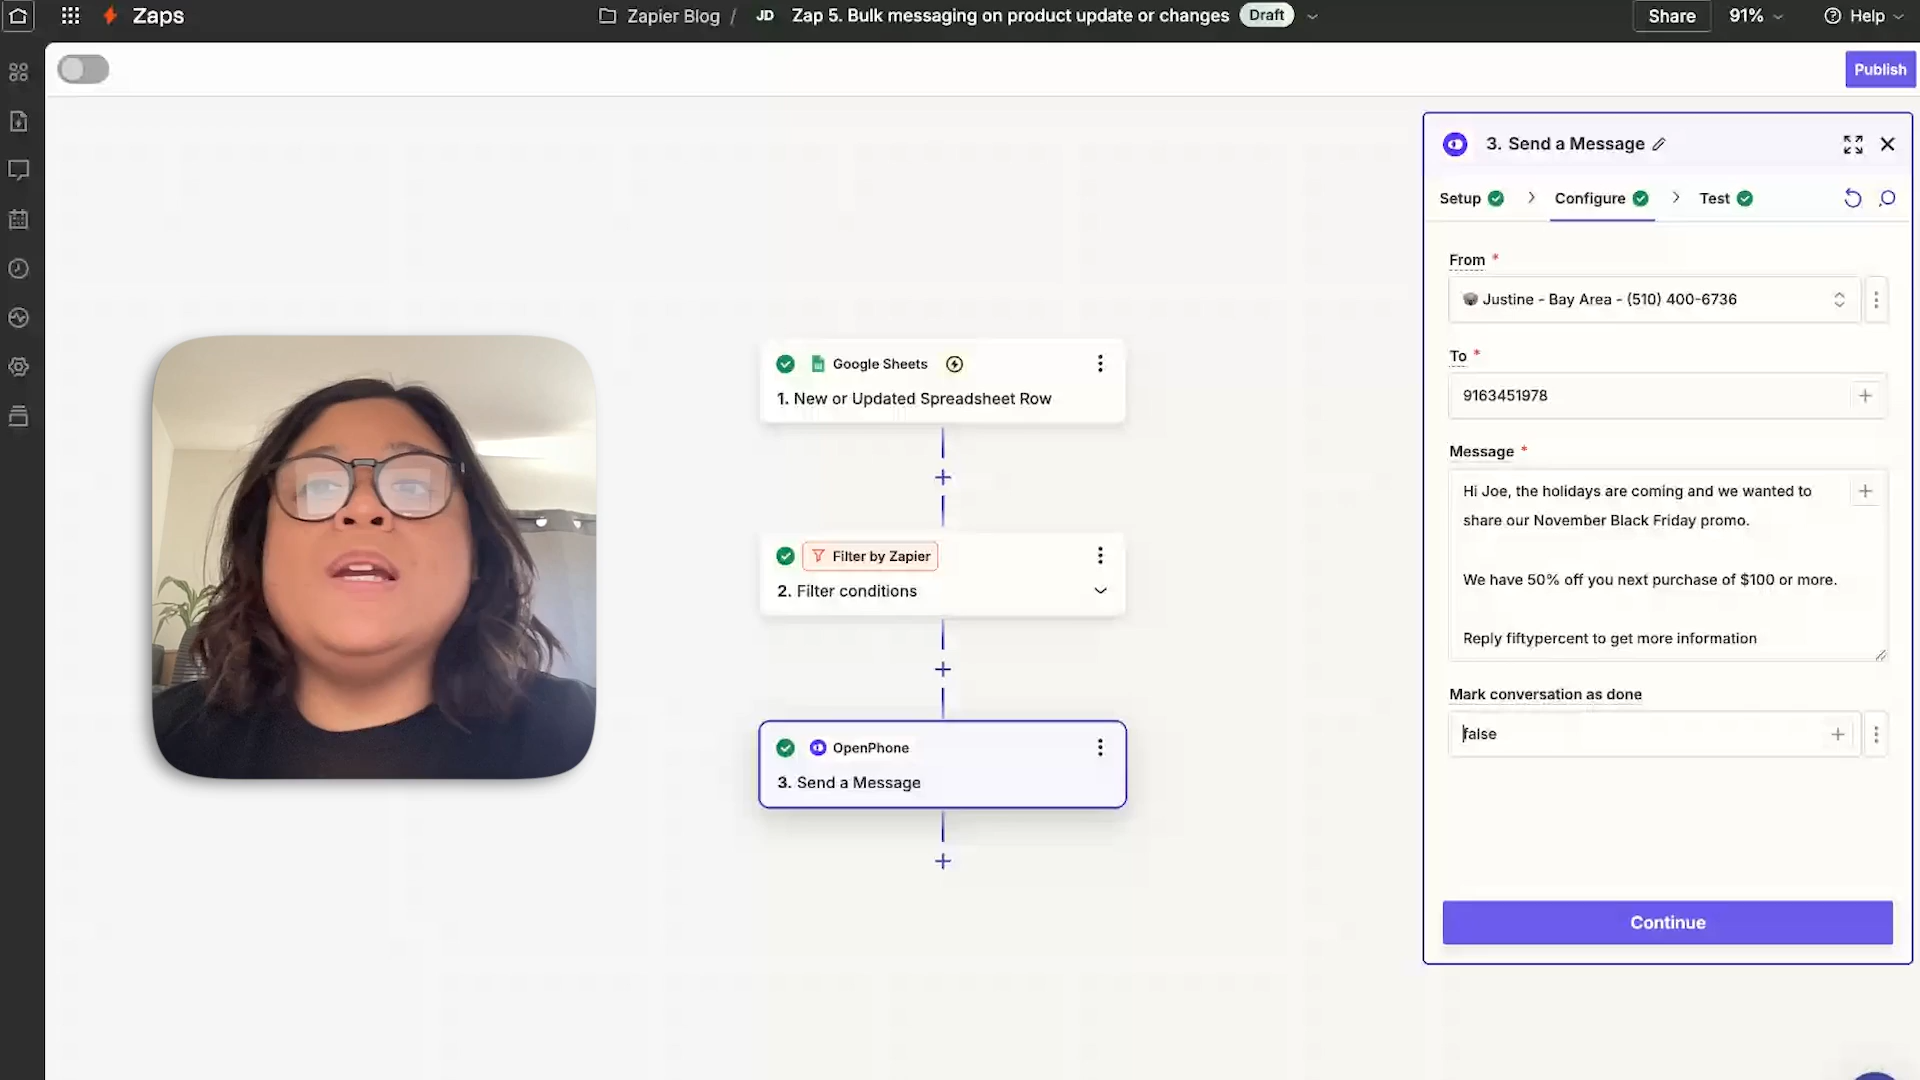 Zaps
Zapier Blog / JD Zap 5. Bulk messaging on product update or changes Draft
Share 91% Help
Publish
3. Send a Message
Setup Configure Test
From *
Justine - Bay Area - (510) 400-6736
To *
9163451978
Message *
Hi Joe, the holidays are coming and we wanted to
share our November Black Friday promo.
We have 50% off you next purchase of $100 or more.
Reply fiftypercent to get more information
Mark conversation as done
false
Continue
Google Sheets
1. New or Updated Spreadsheet Row
Filter by Zapier
2. Filter conditions
OpenPhone
3. Send a Message